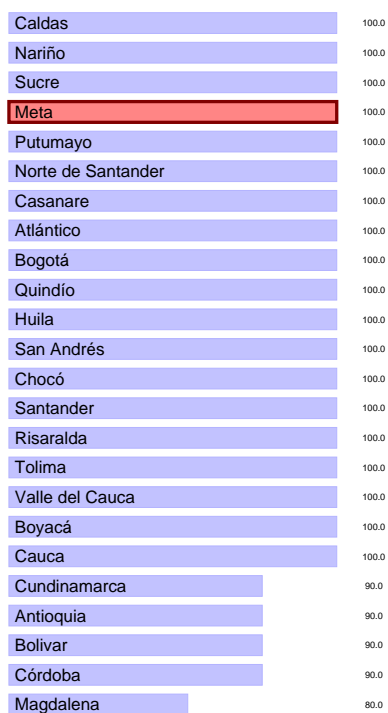 Caldas 100.0
Nariño 100.0
Sucre 100.0
Meta 100.0
Putumayo 100.0
Norte de Santander 100.0
Casanare 100.0
Atlántico 100.0
Bogotá 100.0
Quindío 100.0
Huila 100.0
San Andrés 100.0
Chocó 100.0
Santander 100.0
Risaralda 100.0
Tolima 100.0
Valle del Cauca 100.0
Boyacá 100.0
Cauca 100.0
Cundinamarca 90.0
Antioquia 90.0
Bolivar 90.0
Córdoba 90.0
Magdalena 80.0